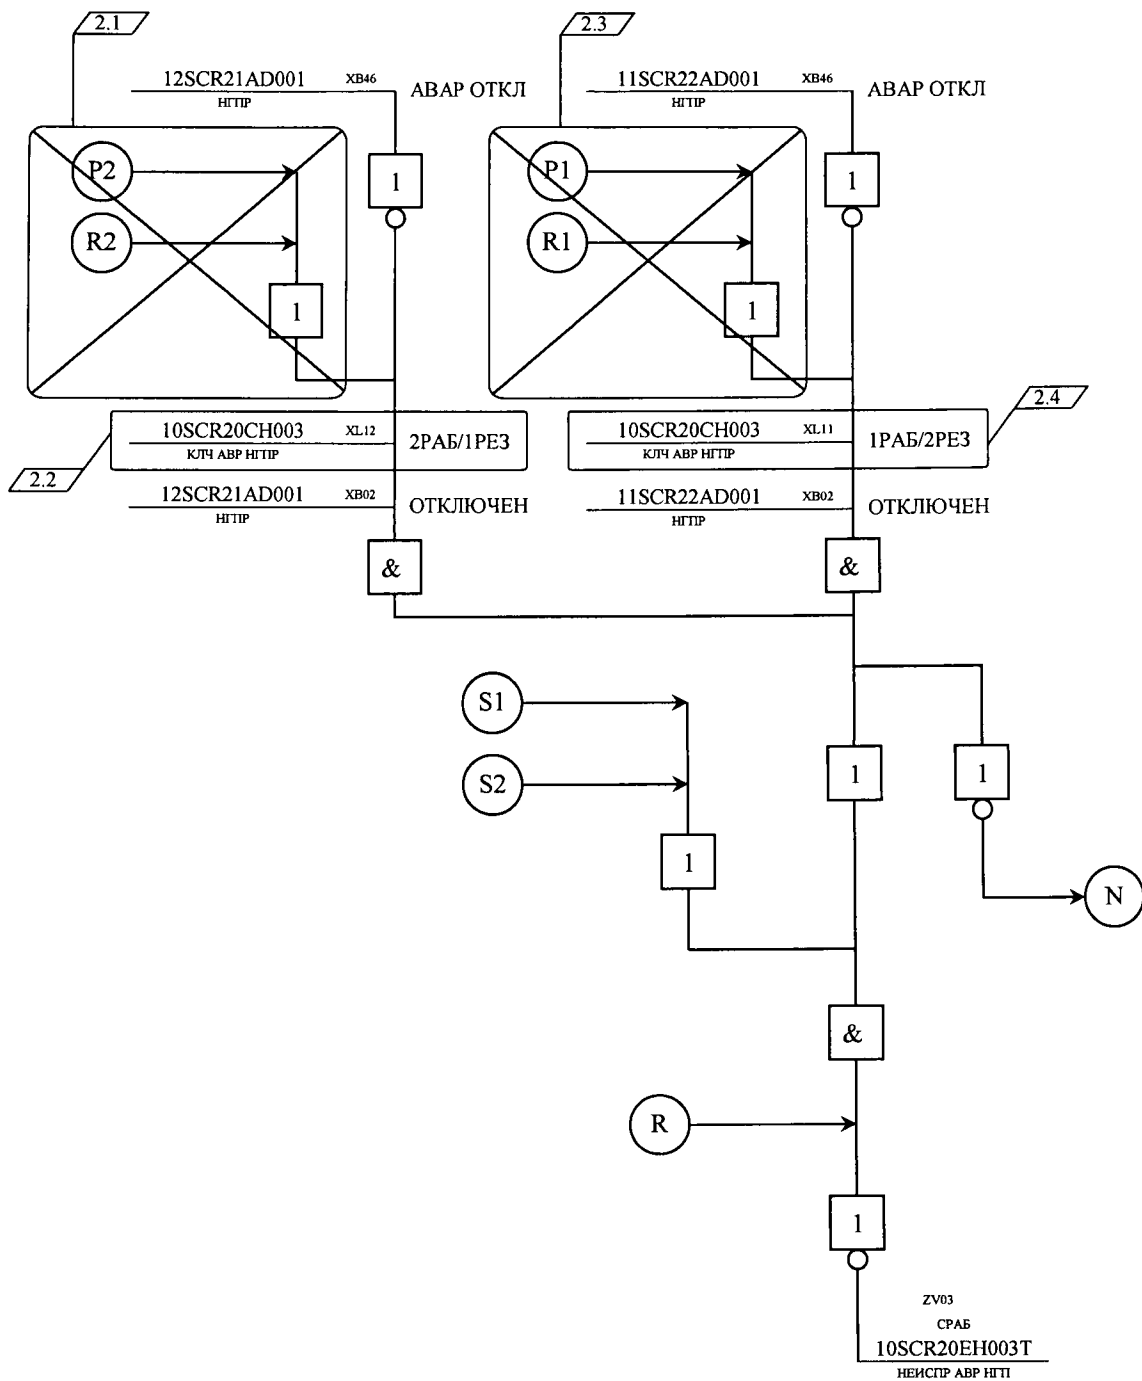 2.1
2.3
12SCR21AD001 XB46 АВАР ОТКЛ
НГПР
11SCR22AD001 XB46 АВАР ОТКЛ
НГПР
P2
1
P1
1
R2
R1
1
1
2.4
10SCR20CH003 XL12 2РАБ/1РЕЗ
КЛЧ АВР НГПР
10SCR20CH003 XL11 1РАБ/2РЕЗ
КЛЧ АВР НГПР
2.2
12SCR21AD001 XB02 ОТКЛЮЧЕН
НГПР
11SCR22AD001 XB02 ОТКЛЮЧЕН
НГПР
&
&
S1
S2
1
1
1
N
&
R
1
ZV03
СРАБ
10SCR20EH003T
НЕИСПР АВР НГП